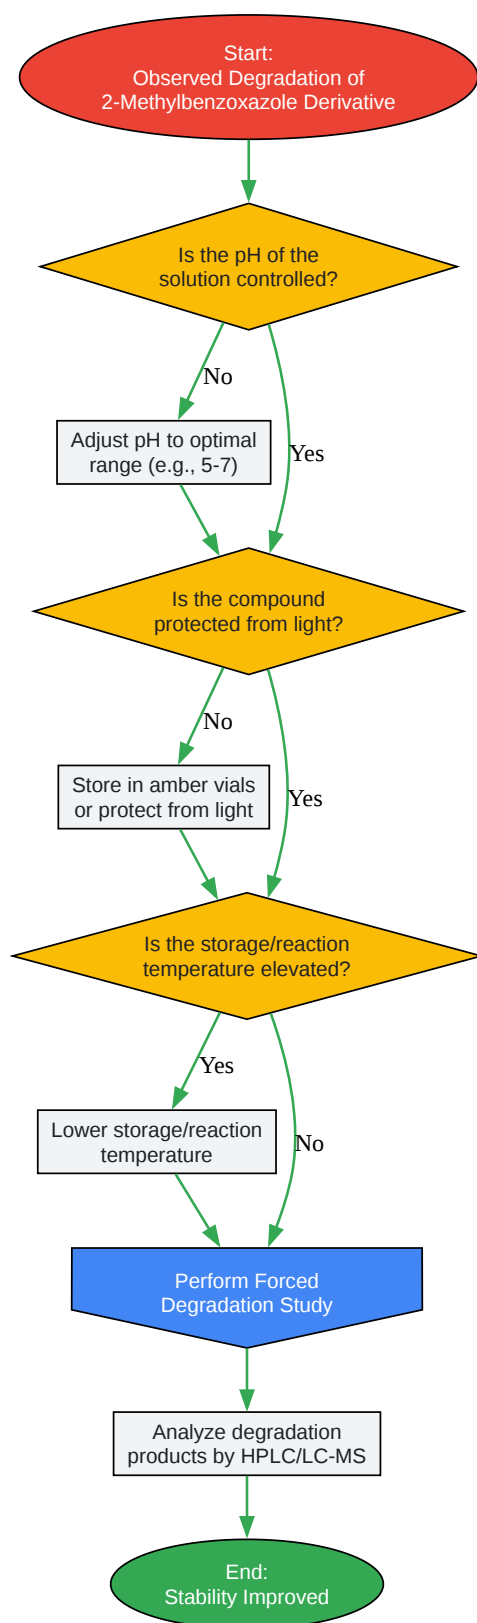 Start:
Observed Degradation of
2-Methylbenzoxazole Derivative
Is the pH of the
solution controlled?
No
Adjust pH to optimal
range (e.g., 5-7)
Yes
Is the compound
protected from light?
No
Store in amber vials
or protect from light
Yes
Is the storage/reaction
temperature elevated?
Yes
Lower storage/reaction
temperature
No
Perform Forced
Degradation Study
Analyze degradation
products by HPLC/LC-MS
End:
Stability Improved